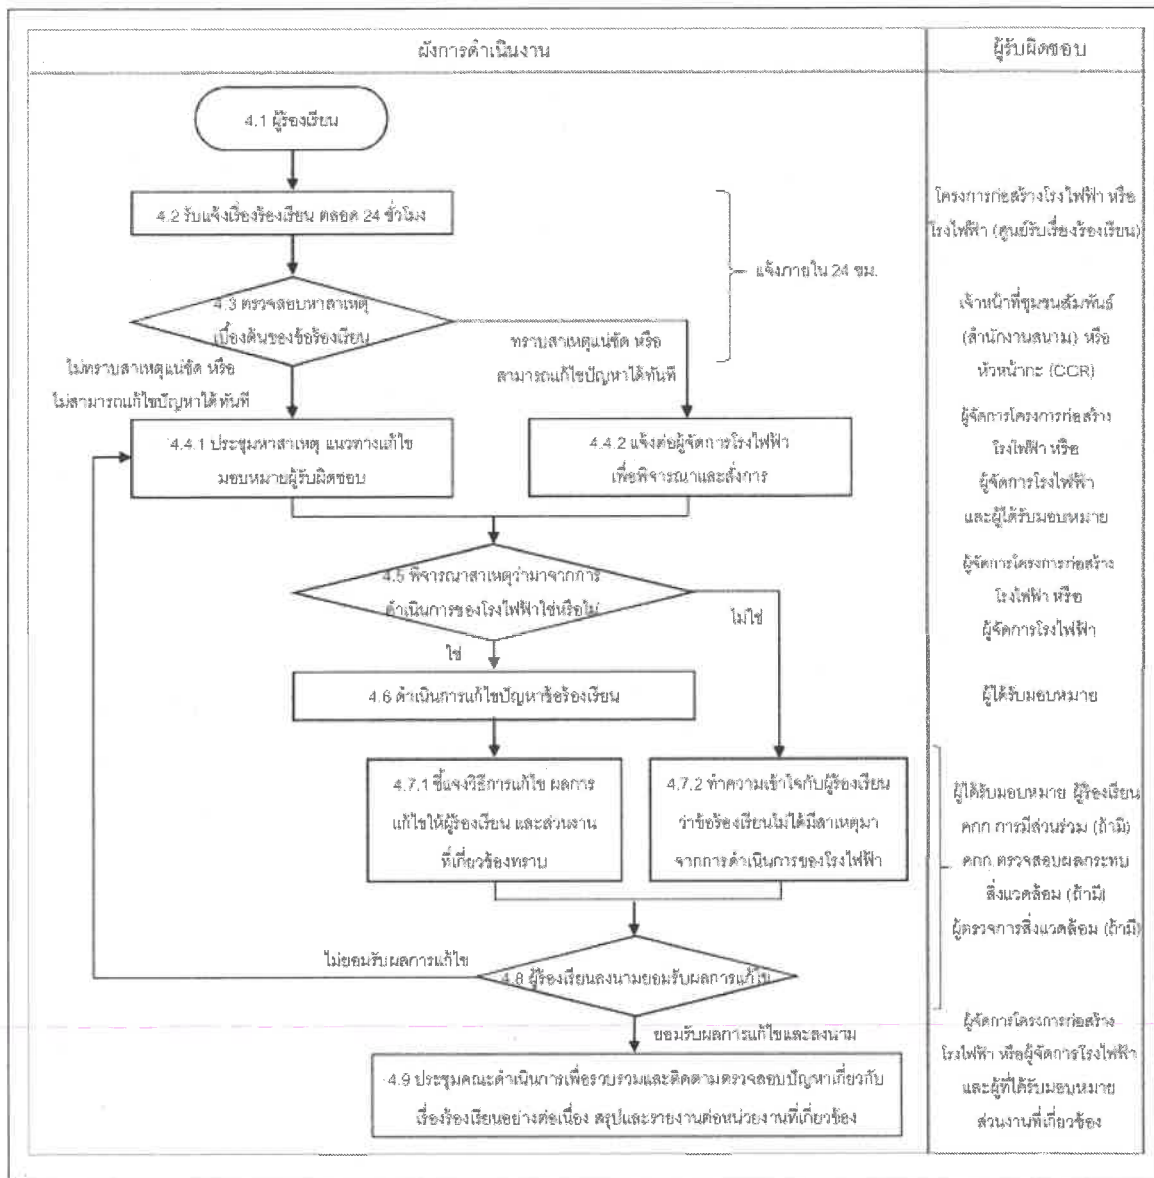 ผังการดำเนินงาน
ผู้รับผิดชอบ
4.1 ผู้ร้องเรียน
4.2 รับแจ้งเรื่องร้องเรียน ตลอด 24 ชั่วโมง
โครงการก่อสร้างโรงไฟฟ้า หรือ
โรงไฟฟ้า (ศูนย์รับเรื่องร้องเรียน)
แจ้งภายใน 24 ชม.
4.3 ตรวจสอบหาสาเหตุ
เบื้องต้นของข้อร้องเรียน
เจ้าหน้าที่ชุมชนสัมพันธ์
(สำนักงานสนาม) หรือ
หัวหน้ากะ (CCR)
ไม่ทราบสาเหตุแน่ชัด หรือ
ไม่สามารถแก้ไขปัญหาได้ทันที
ทราบสาเหตุแน่ชัด หรือ
สามารถแก้ไขปัญหาได้ทันที
4.4.1 ประชุมหาสาเหตุ แนวทางแก้ไข
มอบหมายผู้รับผิดชอบ
4.4.2 แจ้งต่อผู้จัดการโรงไฟฟ้า
เพื่อพิจารณาและสั่งการ
ผู้จัดการโครงการก่อสร้าง
โรงไฟฟ้า หรือ
ผู้จัดการโรงไฟฟ้า
และผู้ได้รับมอบหมาย
4.5 พิจารณาสาเหตุว่ามาจากการ
ดำเนินการของโรงไฟฟ้าใช่หรือไม่
ผู้จัดการโครงการก่อสร้าง
โรงไฟฟ้า หรือ
ผู้จัดการโรงไฟฟ้า
ไม่ใช่
ใช่
4.6 ดำเนินการแก้ไขปัญหาข้อร้องเรียน
ผู้ได้รับมอบหมาย
4.7.1 ชี้แจงวิธีการแก้ไข ผลการ
แก้ไขให้ผู้ร้องเรียน และส่วนงาน
ที่เกี่ยวข้องทราบ
4.7.2 ทำความเข้าใจกับผู้ร้องเรียน
ว่าข้อร้องเรียนไม่ได้มีสาเหตุมา
จากการดำเนินการของโรงไฟฟ้า
ผู้ได้รับมอบหมาย ผู้ร้องเรียน
คกก การมีส่วนร่วม (ถ้ามี)
คกก.ตรวจสอบผลกระทบ
สิ่งแวดล้อม (ถ้ามี)
ผู้ตรวจการสิ่งแวดล้อม (ถ้ามี)
ไม่ยอมรับผลการแก้ไข
4.8 ผู้ร้องเรียนลงนามยอมรับผลการแก้ไข
ยอมรับผลการแก้ไขและลงนาม
4.9 ประชุมคณะดำเนินการเพื่อรวบรวมและติดตามตรวจสอบปัญหาเกี่ยวกับ
เรื่องร้องเรียนอย่างต่อเนื่อง สรุปและรายงานต่อหน่วยงานที่เกี่ยวข้อง
ผู้จัดการโครงการก่อสร้าง
โรงไฟฟ้า หรือผู้จัดการโรงไฟฟ้า
และผู้ที่ได้รับมอบหมาย
ส่วนงานที่เกี่ยวข้อง